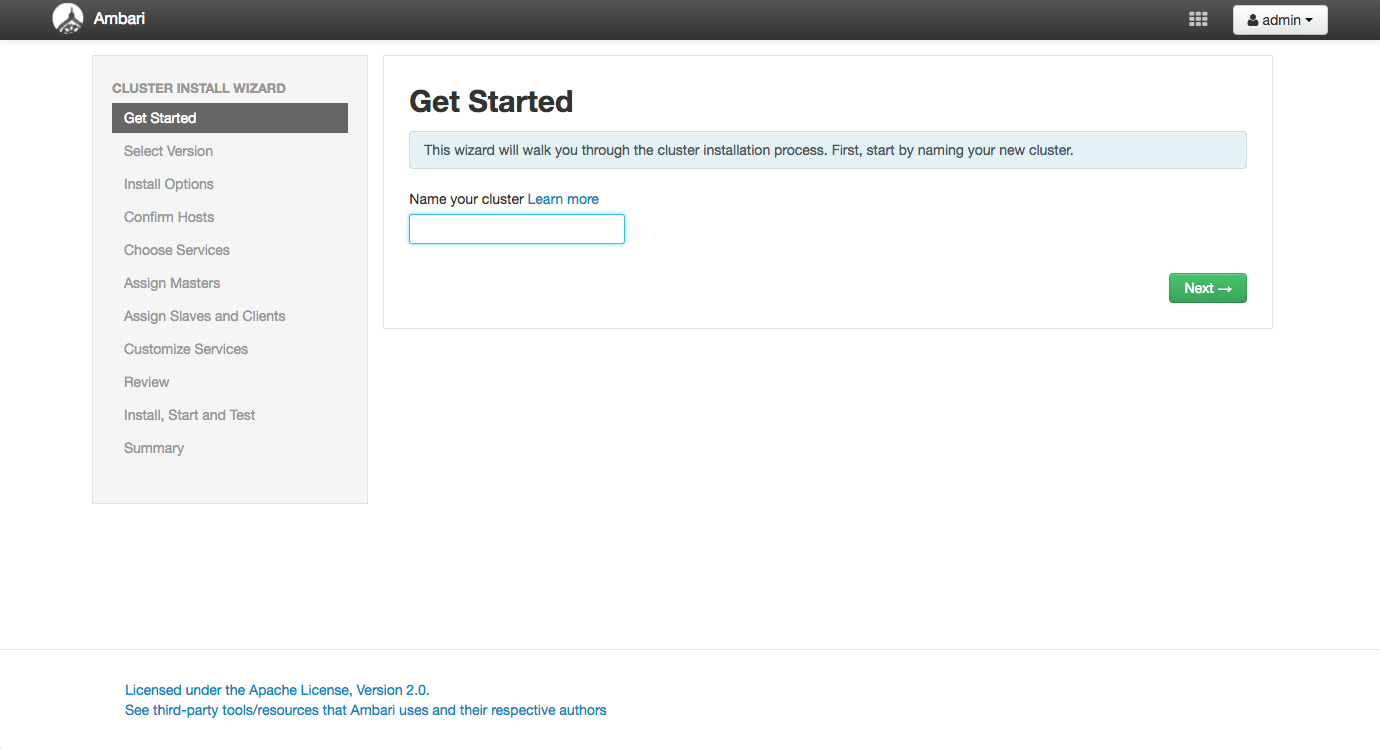 Ambari
admin
CLUSTER INSTALL WIZARD
Get Started
Select Version
Install Options
Confirm Hosts
Choose Services
Assign Masters
Assign Slaves and Clients
Customize Services
Review
Install, Start and Test
Summary
Get Started
This wizard will walk you through the cluster installation process. First, start by naming your new cluster.
Name your cluster Learn more
Next →
Licensed under the Apache License, Version 2.0.
See third-party tools/resources that Ambari uses and their respective authors